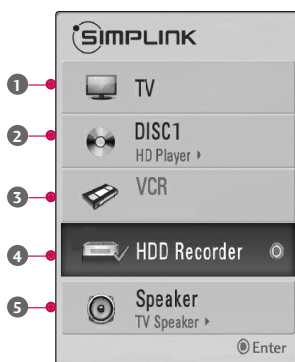 SIMPLINK
1 TV
2 DISC1
HD Player ▸
3 VCR
4 HDD Recorder
5 Speaker
TV Speaker ▸
◉ Enter